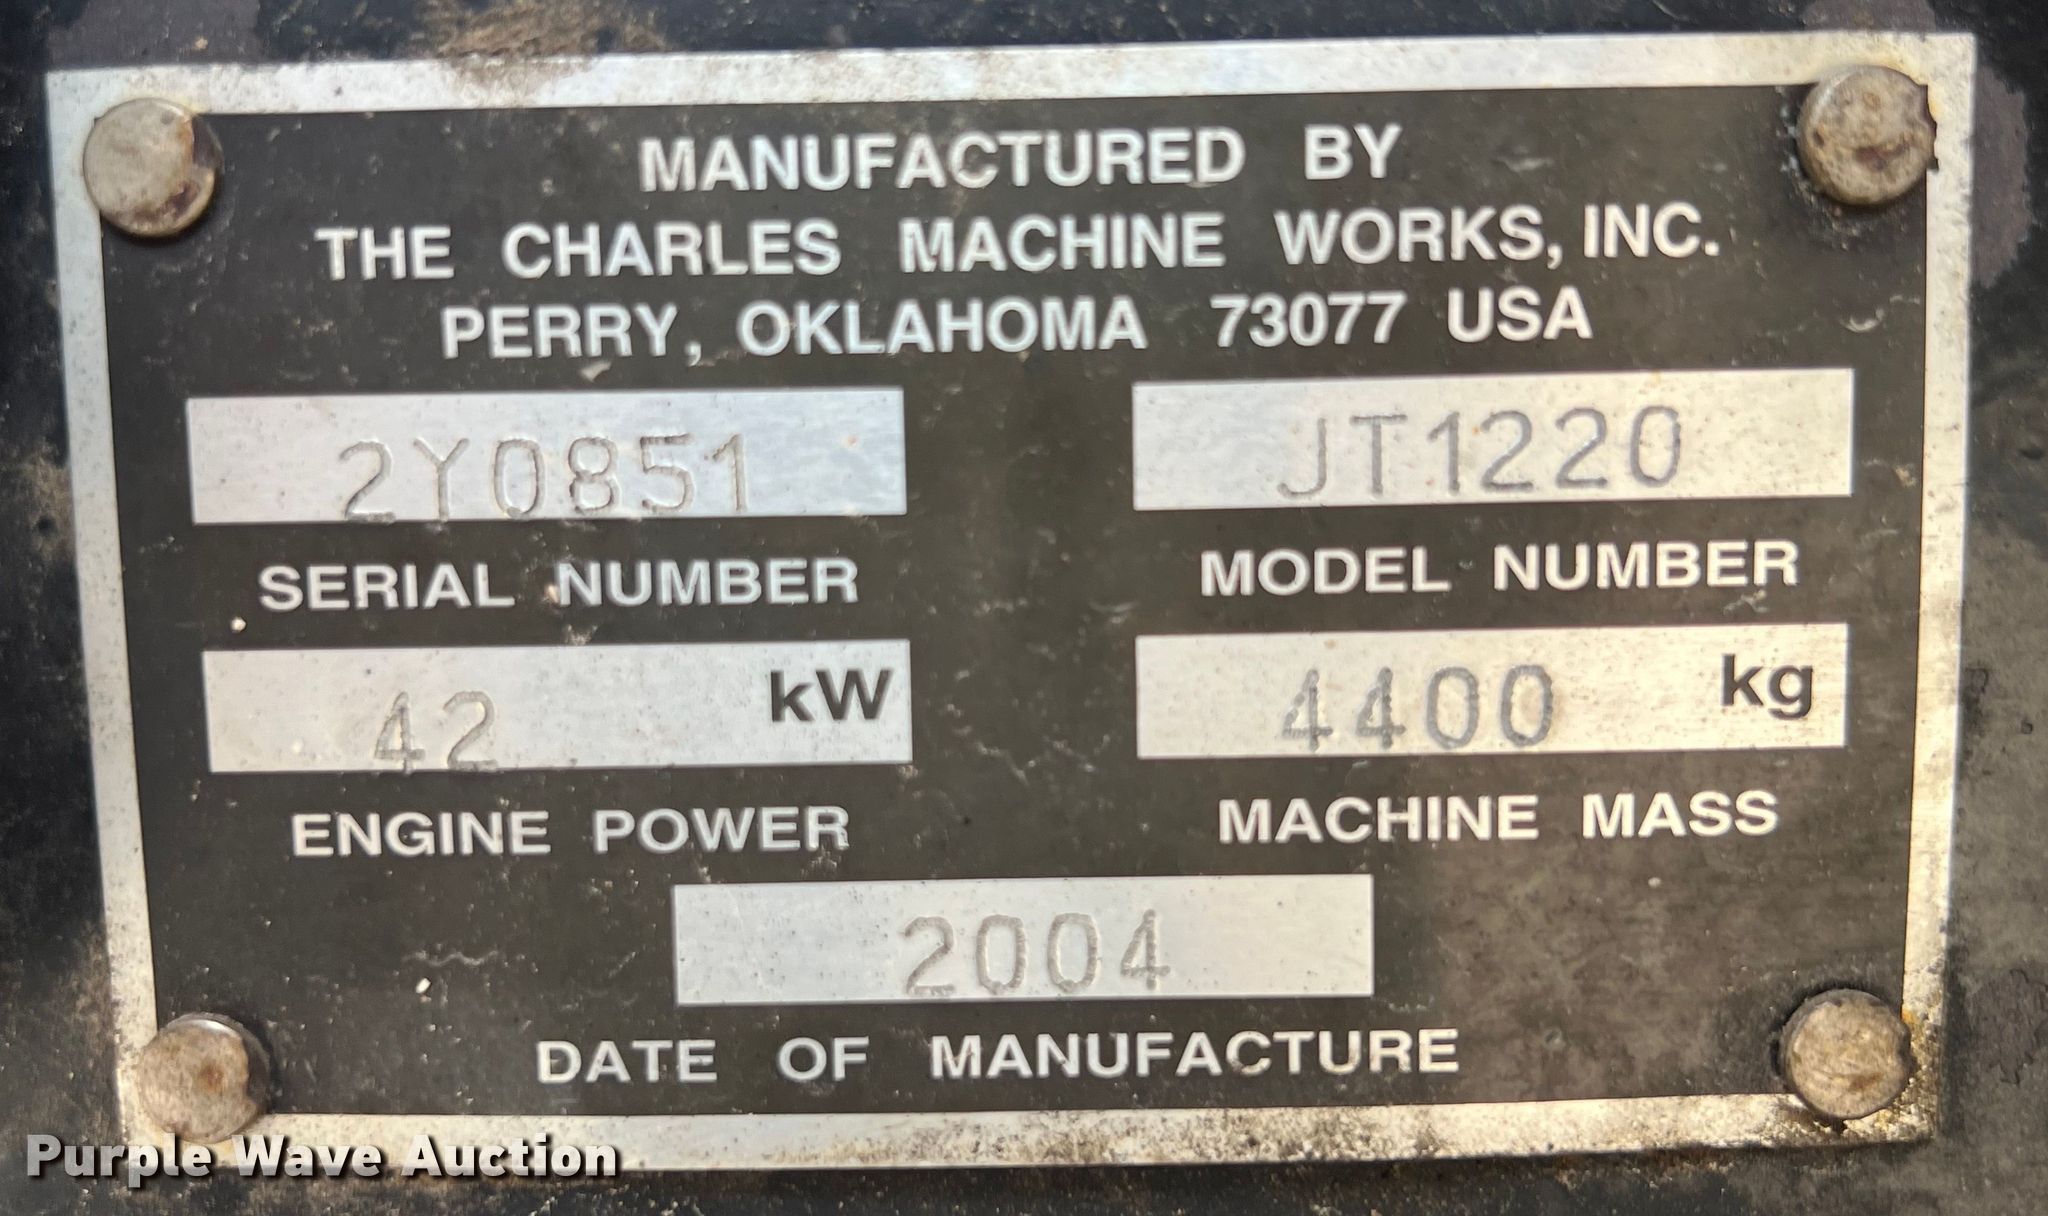 MANUFACTURED BY
THE CHARLES MACHINE WORKS, INC.
PERRY, OKLAHOMA 73077 USA
2Y0851 JT1220
SERIAL NUMBER MODEL NUMBER
42 kW 4400 kg
ENGINE POWER MACHINE MASS
2004
DATE OF MANUFACTURE
Purple Wave Auction